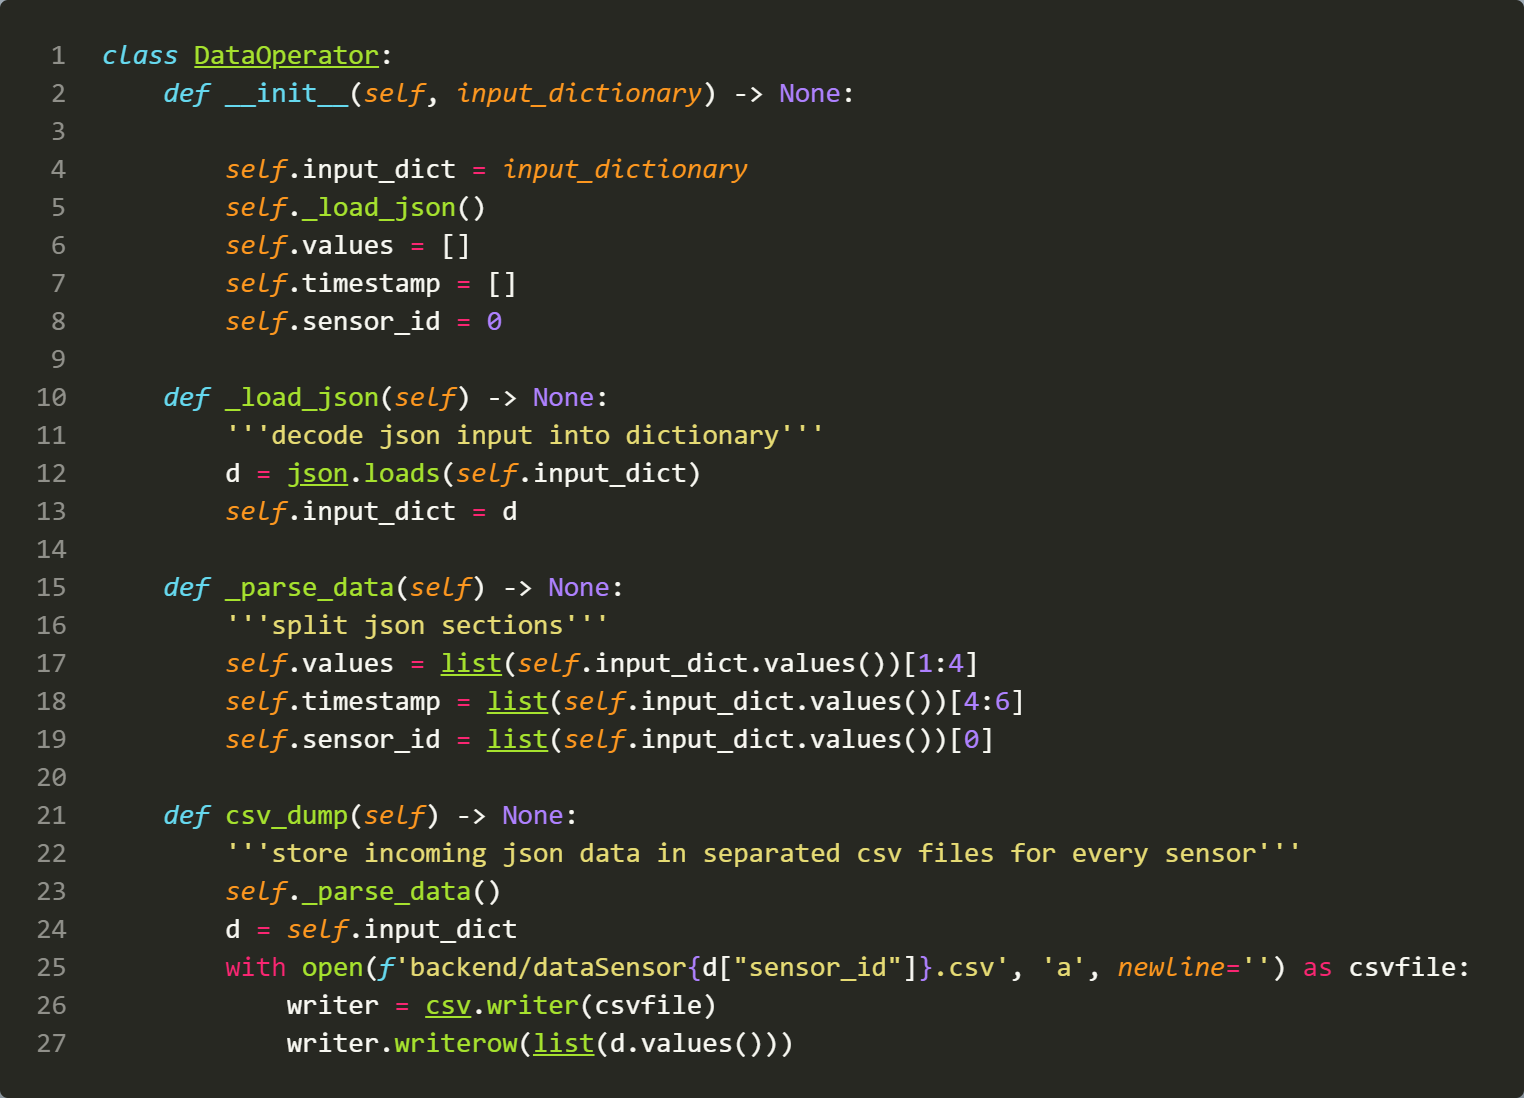 1 class DataOperator:
2     def __init__(self, input_dictionary) -> None:
3
4         self.input_dict = input_dictionary
5         self._load_json()
6         self.values = []
7         self.timestamp = []
8         self.sensor_id = 0
9
10     def _load_json(self) -> None:
11         '''decode json input into dictionary'''
12         d = json.loads(self.input_dict)
13         self.input_dict = d
14
15     def _parse_data(self) -> None:
16         '''split json sections'''
17         self.values = list(self.input_dict.values())[1:4]
18         self.timestamp = list(self.input_dict.values())[4:6]
19         self.sensor_id = list(self.input_dict.values())[0]
20
21     def csv_dump(self) -> None:
22         '''store incoming json data in separated csv files for every sensor'''
23         self._parse_data()
24         d = self.input_dict
25         with open(f'backend/dataSensor{d["sensor_id"]}.csv', 'a', newline='') as csvfile:
26             writer = csv.writer(csvfile)
27             writer.writerow(list(d.values()))